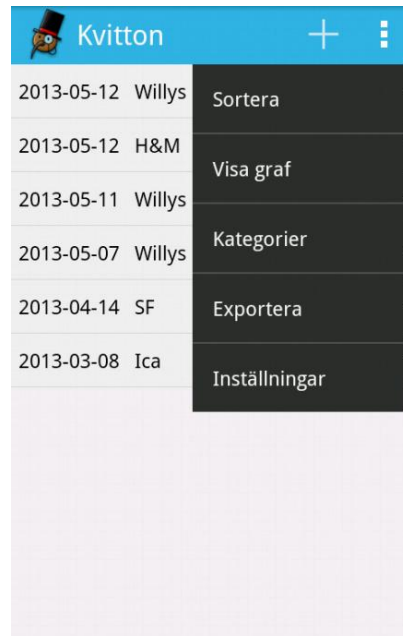 Kvitton
2013-05-12 Willys
2013-05-12 H&M
2013-05-11 Willys
2013-05-07 Willys
2013-04-14 SF
2013-03-08 Ica
Sortera
Visa graf
Kategorier
Exportera
Inställningar